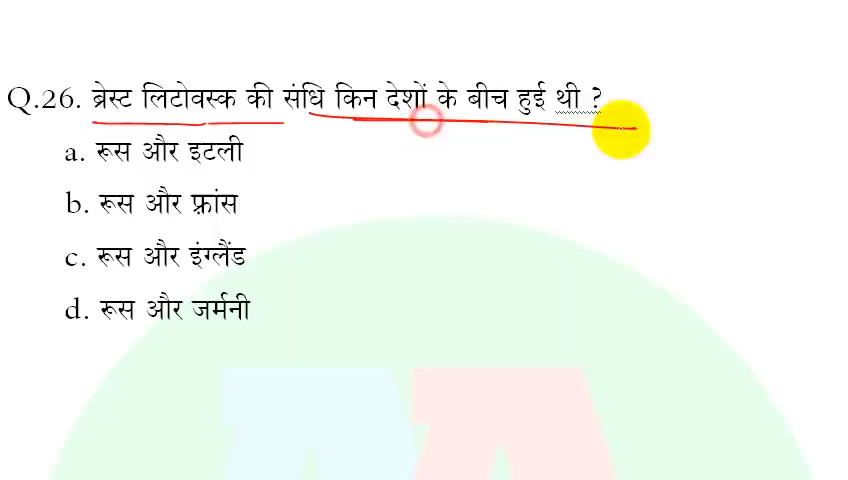 Q.26. ब्रेस्ट लिटोवस्क की संधि किन देशों के बीच हुई थी ?
a. रूस और इटली
b. रूस और फ़्रांस
c. रूस और इंग्लैंड
d. रूस और जर्मनी